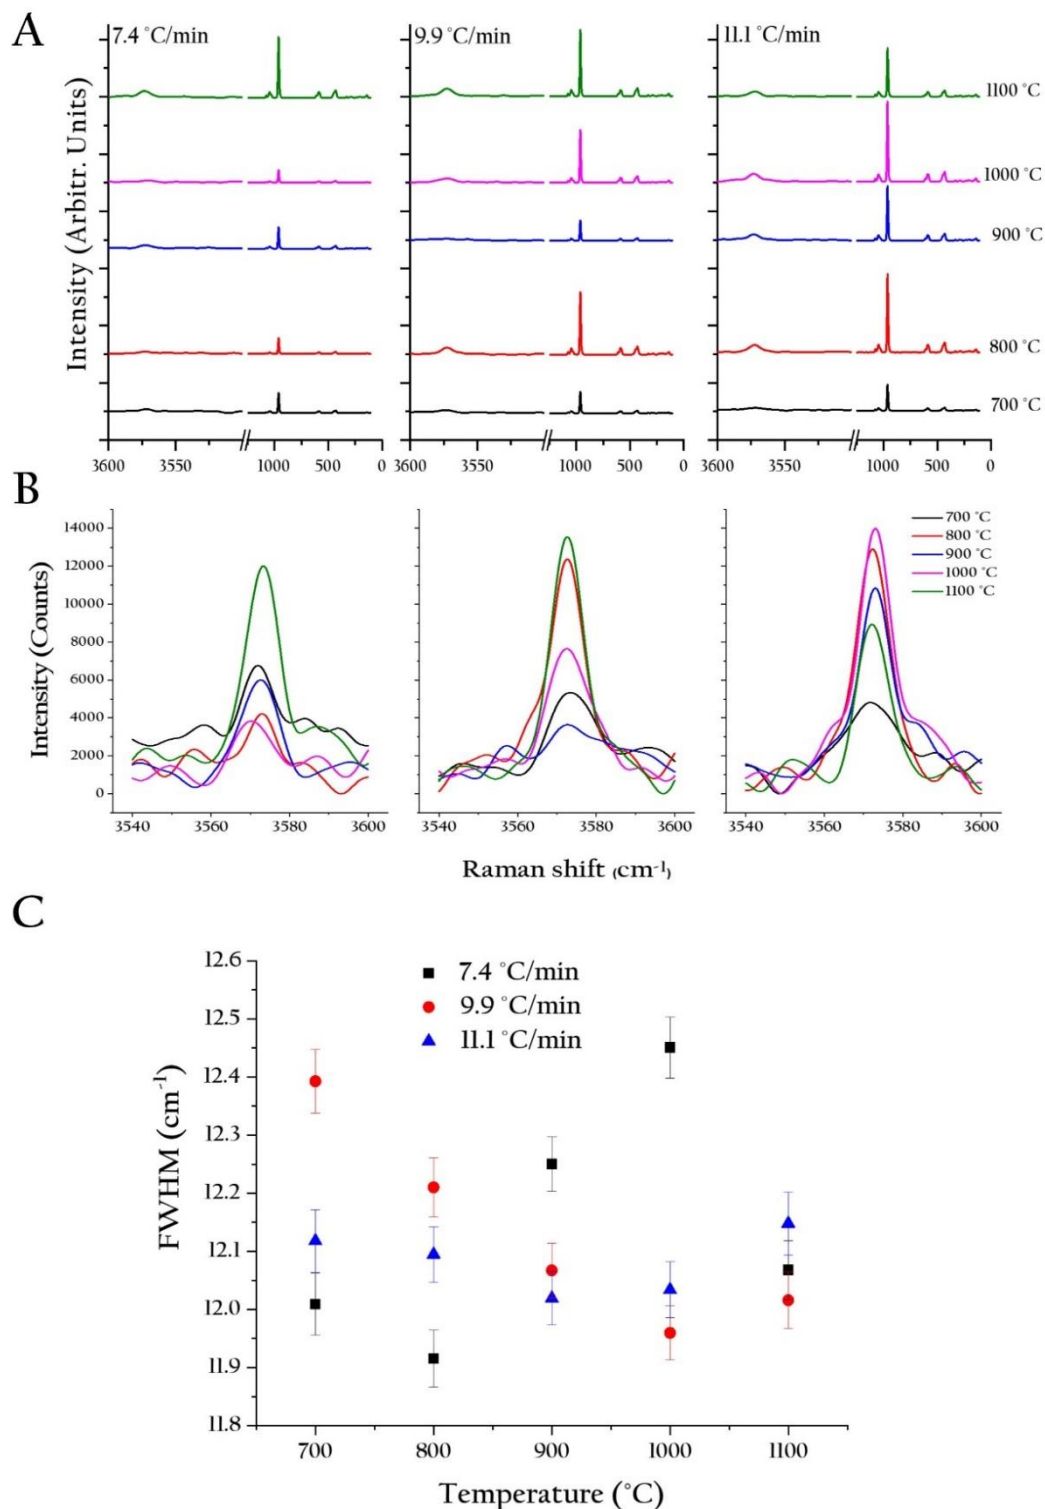 A
7.4 °C/min
9.9 °C/min
11.1 °C/min
Intensity (Arbitr. Units)
1100 °C
1000 °C
900 °C
800 °C
700 °C
3600 3550 1000 500 0
3600 3550 1000 500 0
3600 3550 1000 500 0
B
Intensity (Counts)
14000
12000
10000
8000
6000
4000
2000
0
700 °C
800 °C
900 °C
1000 °C
1100 °C
3540 3560 3580 3600
3540 3560 3580 3600
3540 3560 3580 3600
Raman shift (cm⁻¹)
C
FWHM (cm⁻¹)
12.6
12.5
12.4
12.3
12.2
12.1
12.0
11.9
11.8
7.4 °C/min
9.9 °C/min
11.1 °C/min
700 800 900 1000 1100
Temperature (°C)